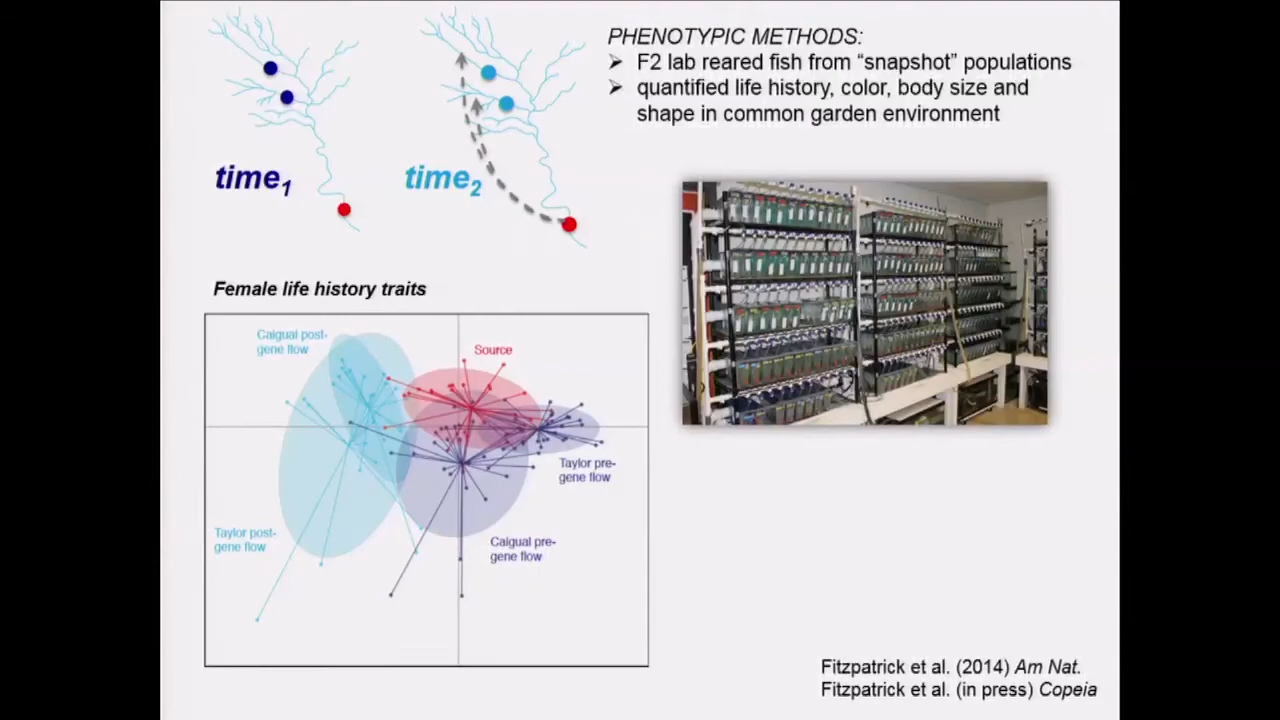 PHENOTYPIC METHODS:
➢ F2 lab reared fish from “snapshot” populations
➢ quantified life history, color, body size and
shape in common garden environment
time1
time2
Female life history traits
Caigual post-
gene flow
Source
Taylor pre-
gene flow
Taylor post-
gene flow
Caigual pre-
gene flow
Fitzpatrick et al. (2014) Am Nat.
Fitzpatrick et al. (in press) Copeia